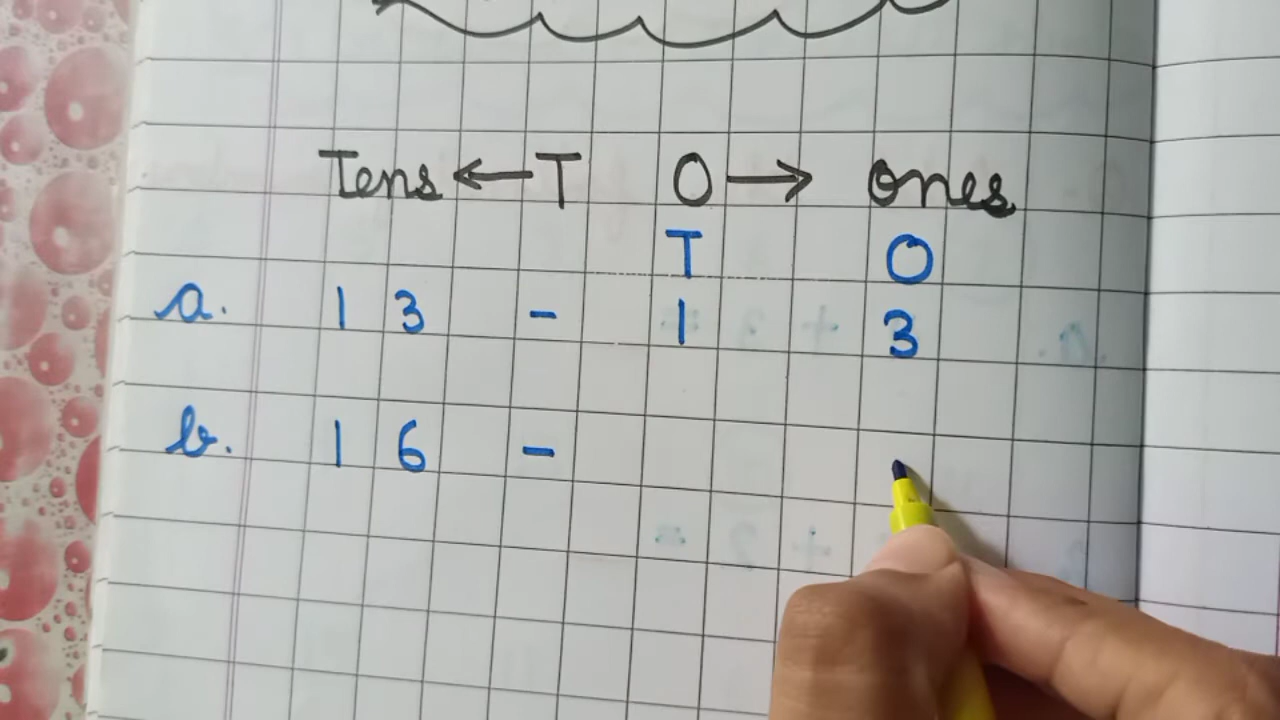 Tens ← T O → Ones
T O
a. 1 3 - 1 3
b. 1 6 -